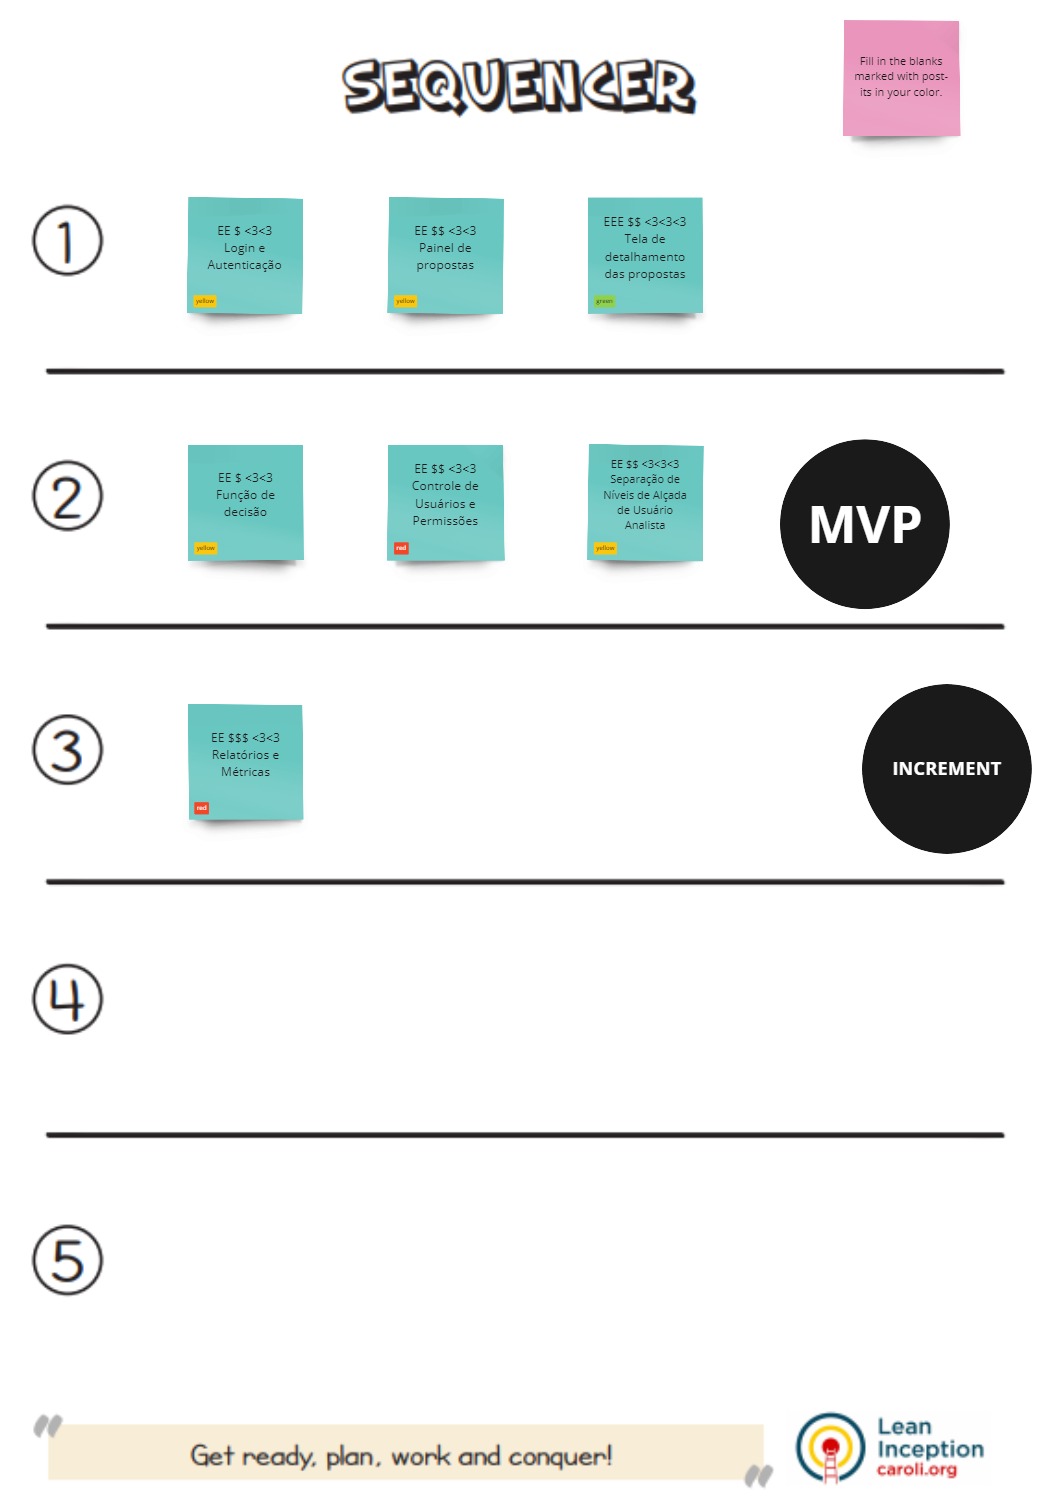 SEQUENCER
Fill in the blanks
marked with post-
its in your color.
1
EE $ <3<3
Login e
Autenticação
yellow
EE $$ <3<3
Painel de
propostas
yellow
EEE $$ <3<3<3
Tela de
detalhamento
das propostas
green
2
EE $ <3<3
Função de
decisão
yellow
EE $$ <3<3
Controle de
Usuários e
Permissões
red
EE $$ <3<3<3
Separação de
Níveis de Alçada
de Usuário
Analista
yellow
MVP
3
EE $$$ <3<3
Relatórios e
Métricas
red
INCREMENT
4
5
"Get ready, plan, work and conquer!"
Lean
Inception
caroli.org